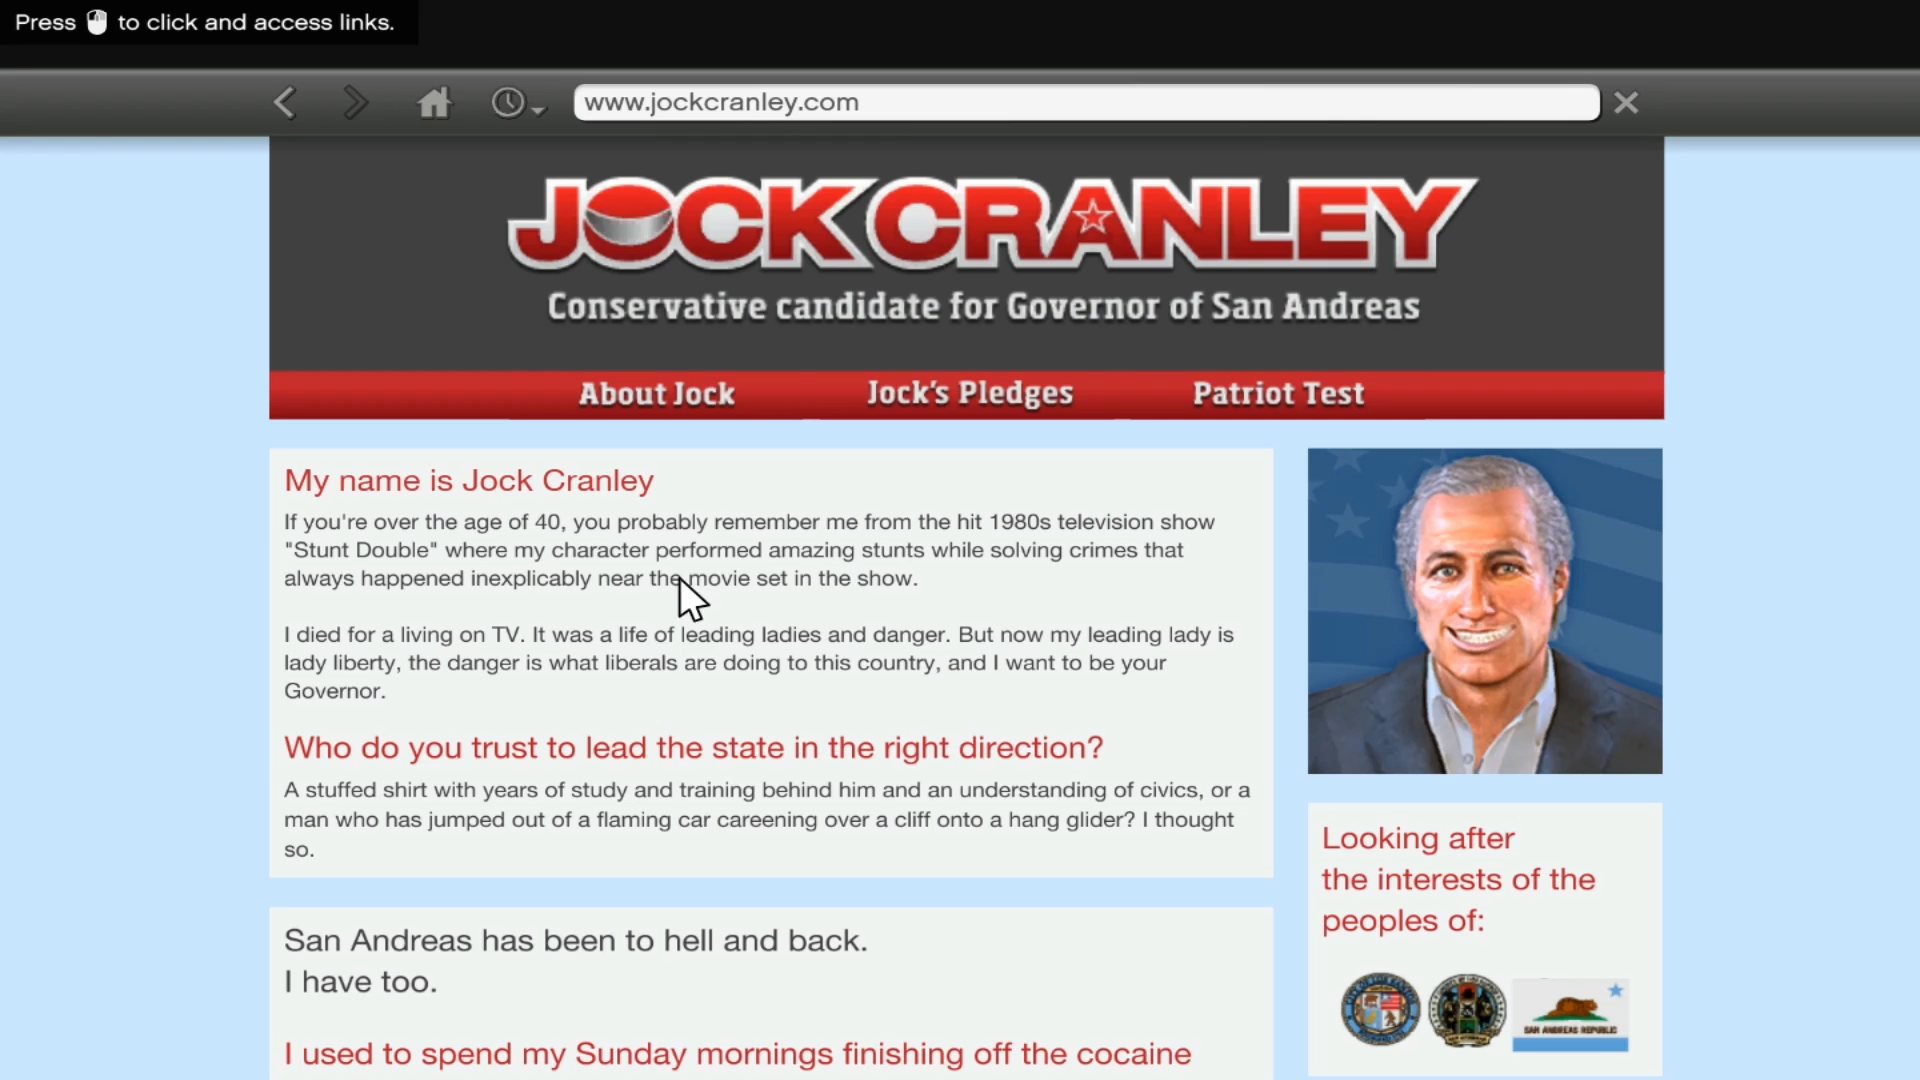 Press to click and access links.
www.jockcranley.com
JOCK CRANLEY
Conservative candidate for Governor of San Andreas
About Jock
Jock's Pledges
Patriot Test
My name is Jock Cranley
If you're over the age of 40, you probably remember me from the hit 1980s television show
"Stunt Double" where my character performed amazing stunts while solving crimes that
always happened inexplicably near the movie set in the show.
I died for a living on TV. It was a life of leading ladies and danger. But now my leading lady is
lady liberty, the danger is what liberals are doing to this country, and I want to be your
Governor.
Who do you trust to lead the state in the right direction?
A stuffed shirt with years of study and training behind him and an understanding of civics, or a
man who has jumped out of a flaming car careening over a cliff onto a hang glider? I thought
so.
San Andreas has been to hell and back.
I have too.
I used to spend my Sunday mornings finishing off the cocaine
Looking after
the interests of the
peoples of:
SAN ANDREAS REPUBLIC